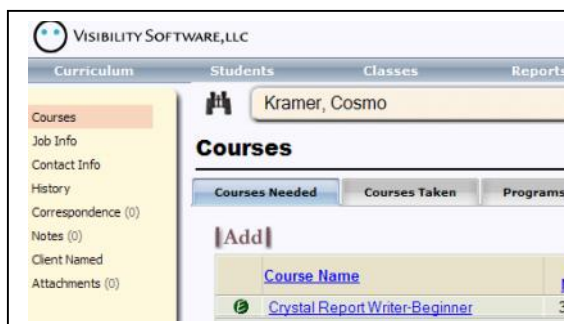 VISIBILITY SOFTWARE,LLC
Curriculum Students Classes Reports
Kramer, Cosmo
Courses
Job Info
Contact Info
History
Correspondence (0)
Notes (0)
Client Named
Attachments (0)
Courses
Courses Needed Courses Taken Programs
Add
Course Name
Crystal Report Writer-Beginner 3